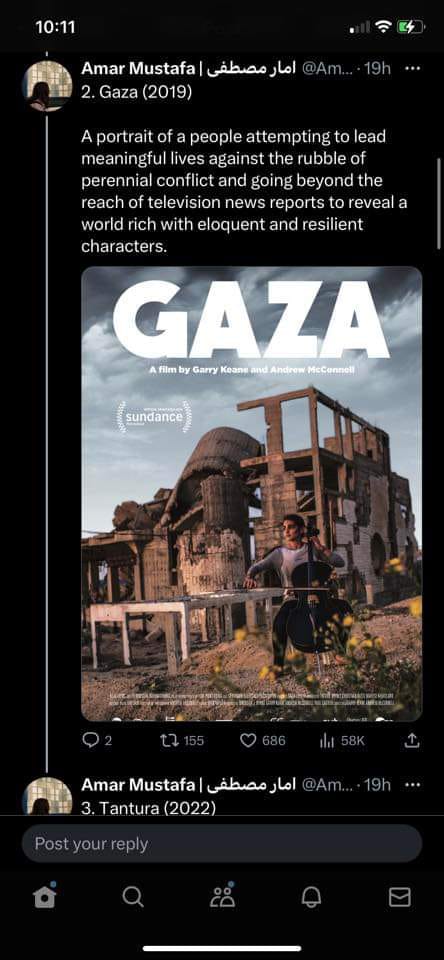 10:11
Amar Mustafa | امار مصطفى @Am... · 19h
2. Gaza (2019)
A portrait of a people attempting to lead
meaningful lives against the rubble of
perennial conflict and going beyond the
reach of television news reports to reveal a
world rich with eloquent and resilient
characters.
GAZA
A film by Garry Keane and Andrew McConnell
sundance
2
155
686
58K
Amar Mustafa | امار مصطفى @Am... · 19h
3. Tantura (2022)
Post your reply